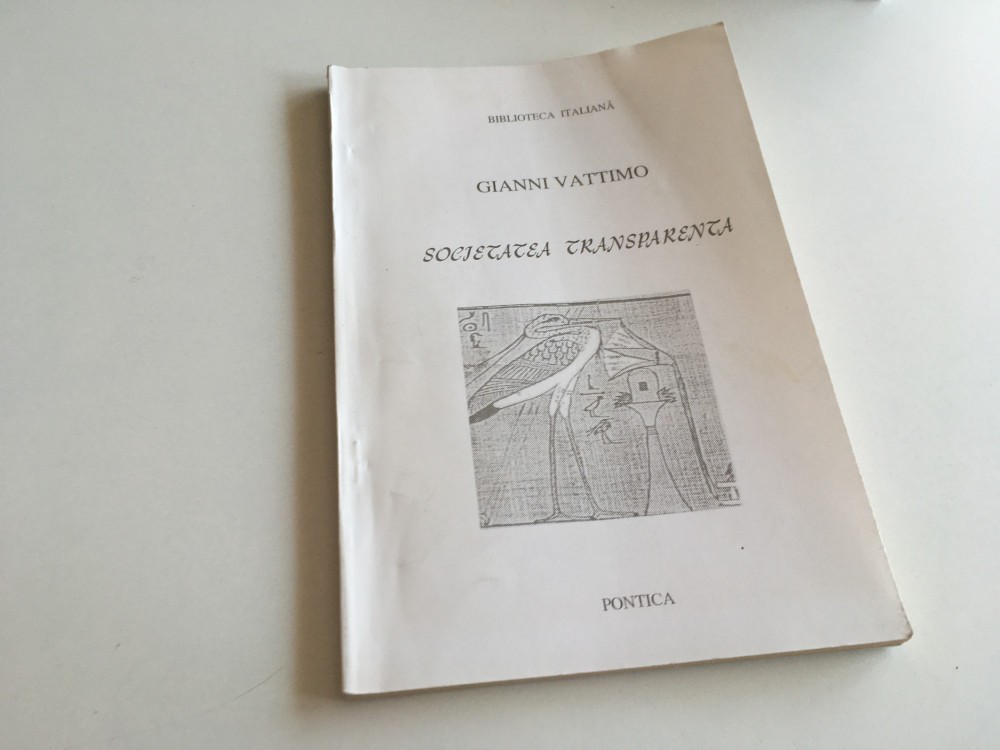 BIBLIOTECA ITALIANĂ
GIANNI VATTIMO
SOCIETATEA TRANSPARENTA
PONTICA